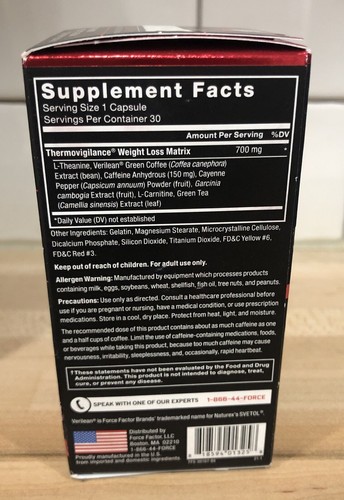 Supplement Facts
Serving Size 1 Capsule
Servings Per Container 30
Amount Per Serving %DV
Thermovigilance® Weight Loss Matrix 700 mg *
L-Theanine, Verilean® Green Coffee (Coffea canephora)
Extract (bean), Caffeine Anhydrous (150 mg), Cayenne
Pepper (Capsicum annuum) Powder (fruit), Garcinia
cambogia Extract (fruit), L-Carnitine, Green Tea
(Camellia sinensis) Extract (leaf)
*Daily Value (DV) not established
Other Ingredients: Gelatin, Magnesium Stearate, Microcrystalline Cellulose,
Dicalcium Phosphate, Silicon Dioxide, Titanium Dioxide, FD&C Yellow #6,
FD&C Red #3.
Keep out of reach of children. For adult use only.
Allergen Warning: Manufactured by equipment which processes products
containing milk, eggs, soybeans, wheat, shellfish, fish oil, tree nuts, and peanuts.
Precautions: Use only as directed. Consult a healthcare professional before
use if you are pregnant or nursing, have a medical condition, or use prescription
medications. Store in a cool, dry place. Protect from heat, light, and moisture.
The recommended dose of this product contains about as much caffeine as one
and a half cups of coffee. Limit the use of caffeine-containing medications, foods,
or beverages while taking this product, because too much caffeine may cause
nervousness, irritability, sleeplessness, and, occasionally, rapid heartbeat.
†These statements have not been evaluated by the Food and Drug
Administration. This product is not intended to diagnose, treat,
cure, or prevent any disease.
SPEAK WITH ONE OF OUR EXPERTS 1-866-44-FORCE
Verilean® is Force Factor Brands' trademarked name for Naturex's SVETOL®.
Distributed by
Force Factor, LLC
Boston, MA 02210
1-866-44-FORCE
Proudly manufactured in the U.S.
from imported and domestic ingredients.